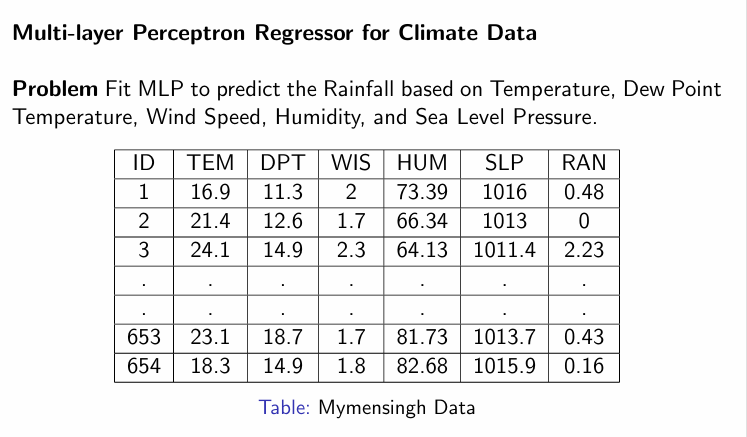 Multi-layer Perceptron Regressor for Climate Data
Problem Fit MLP to predict the Rainfall based on Temperature, Dew Point
Temperature, Wind Speed, Humidity, and Sea Level Pressure.
ID TEM DPT WIS HUM SLP RAN
1 16.9 11.3 2 73.39 1016 0.48
2 21.4 12.6 1.7 66.34 1013 0
3 24.1 14.9 2.3 64.13 1011.4 2.23
. . . . . . .
. . . . . . .
653 23.1 18.7 1.7 81.73 1013.7 0.43
654 18.3 14.9 1.8 82.68 1015.9 0.16
Table: Mymensingh Data